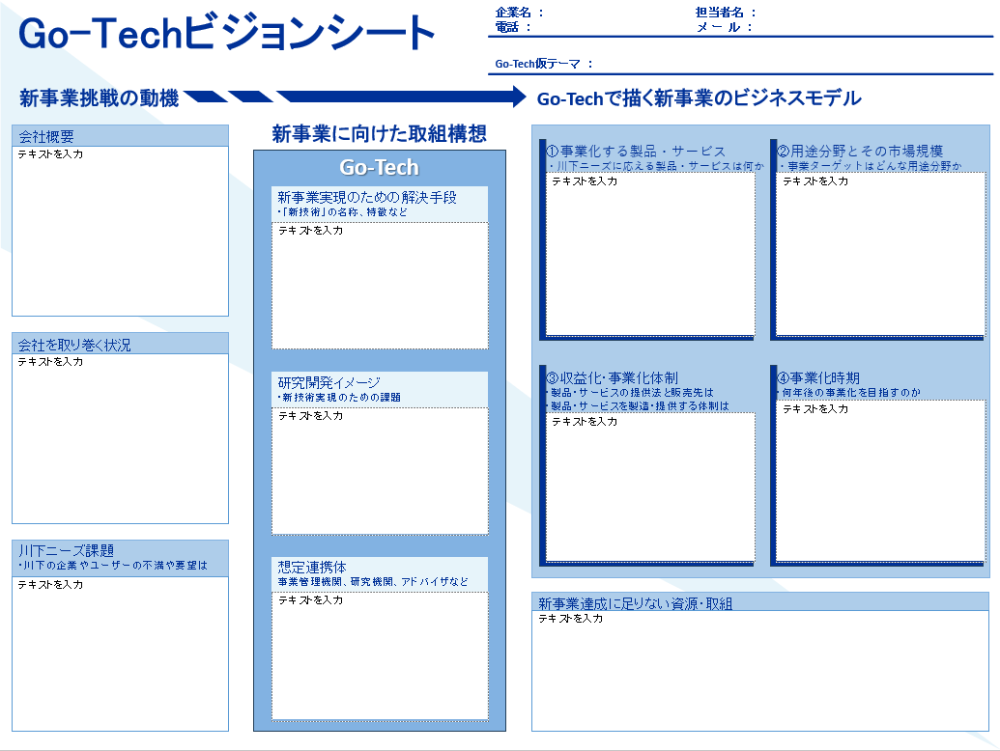 Go-Techビジョンシート
企業名 ：
担当者名 ：
電話 ：
メール ：
Go-Tech仮テーマ ：
新事業挑戦の動機
Go-Techで描く新事業のビジネスモデル
会社概要
テキストを入力
会社を取り巻く状況
テキストを入力
川下ニーズ課題
・川下の企業やユーザーの不満や要望は
テキストを入力
新事業に向けた取組構想
Go-Tech
新事業実現のための解決手段
・「新技術」の名称、特徴など
テキストを入力
研究開発イメージ
・新技術実現のための課題
テキストを入力
想定連携体
事業管理機関、研究機関、アドバイザなど
テキストを入力
①事業化する製品・サービス
・川下ニーズに応える製品・サービスは何か
テキストを入力
②用途分野とその市場規模
・事業ターゲットはどんな用途分野か
テキストを入力
③収益化・事業化体制
・製品・サービスの提供法と販売先は
・製品・サービスを製造・提供する体制は
テキストを入力
④事業化時期
・何年後の事業化を目指すのか
テキストを入力
新事業達成に足りない資源・取組
テキストを入力